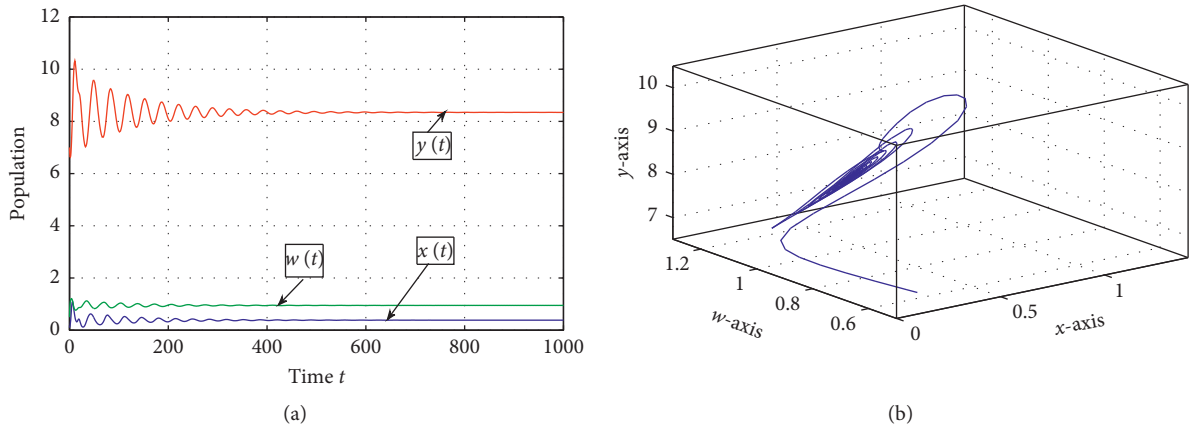 12
10
8
6
4
2
0
Population
y (t)
w (t)
x (t)
0 200 400 600 800 1000
Time t
(a)
10
9
8
7
y-axis
1.2
1
0.8
0.6
w-axis
0
0.5
1
x-axis
(b)